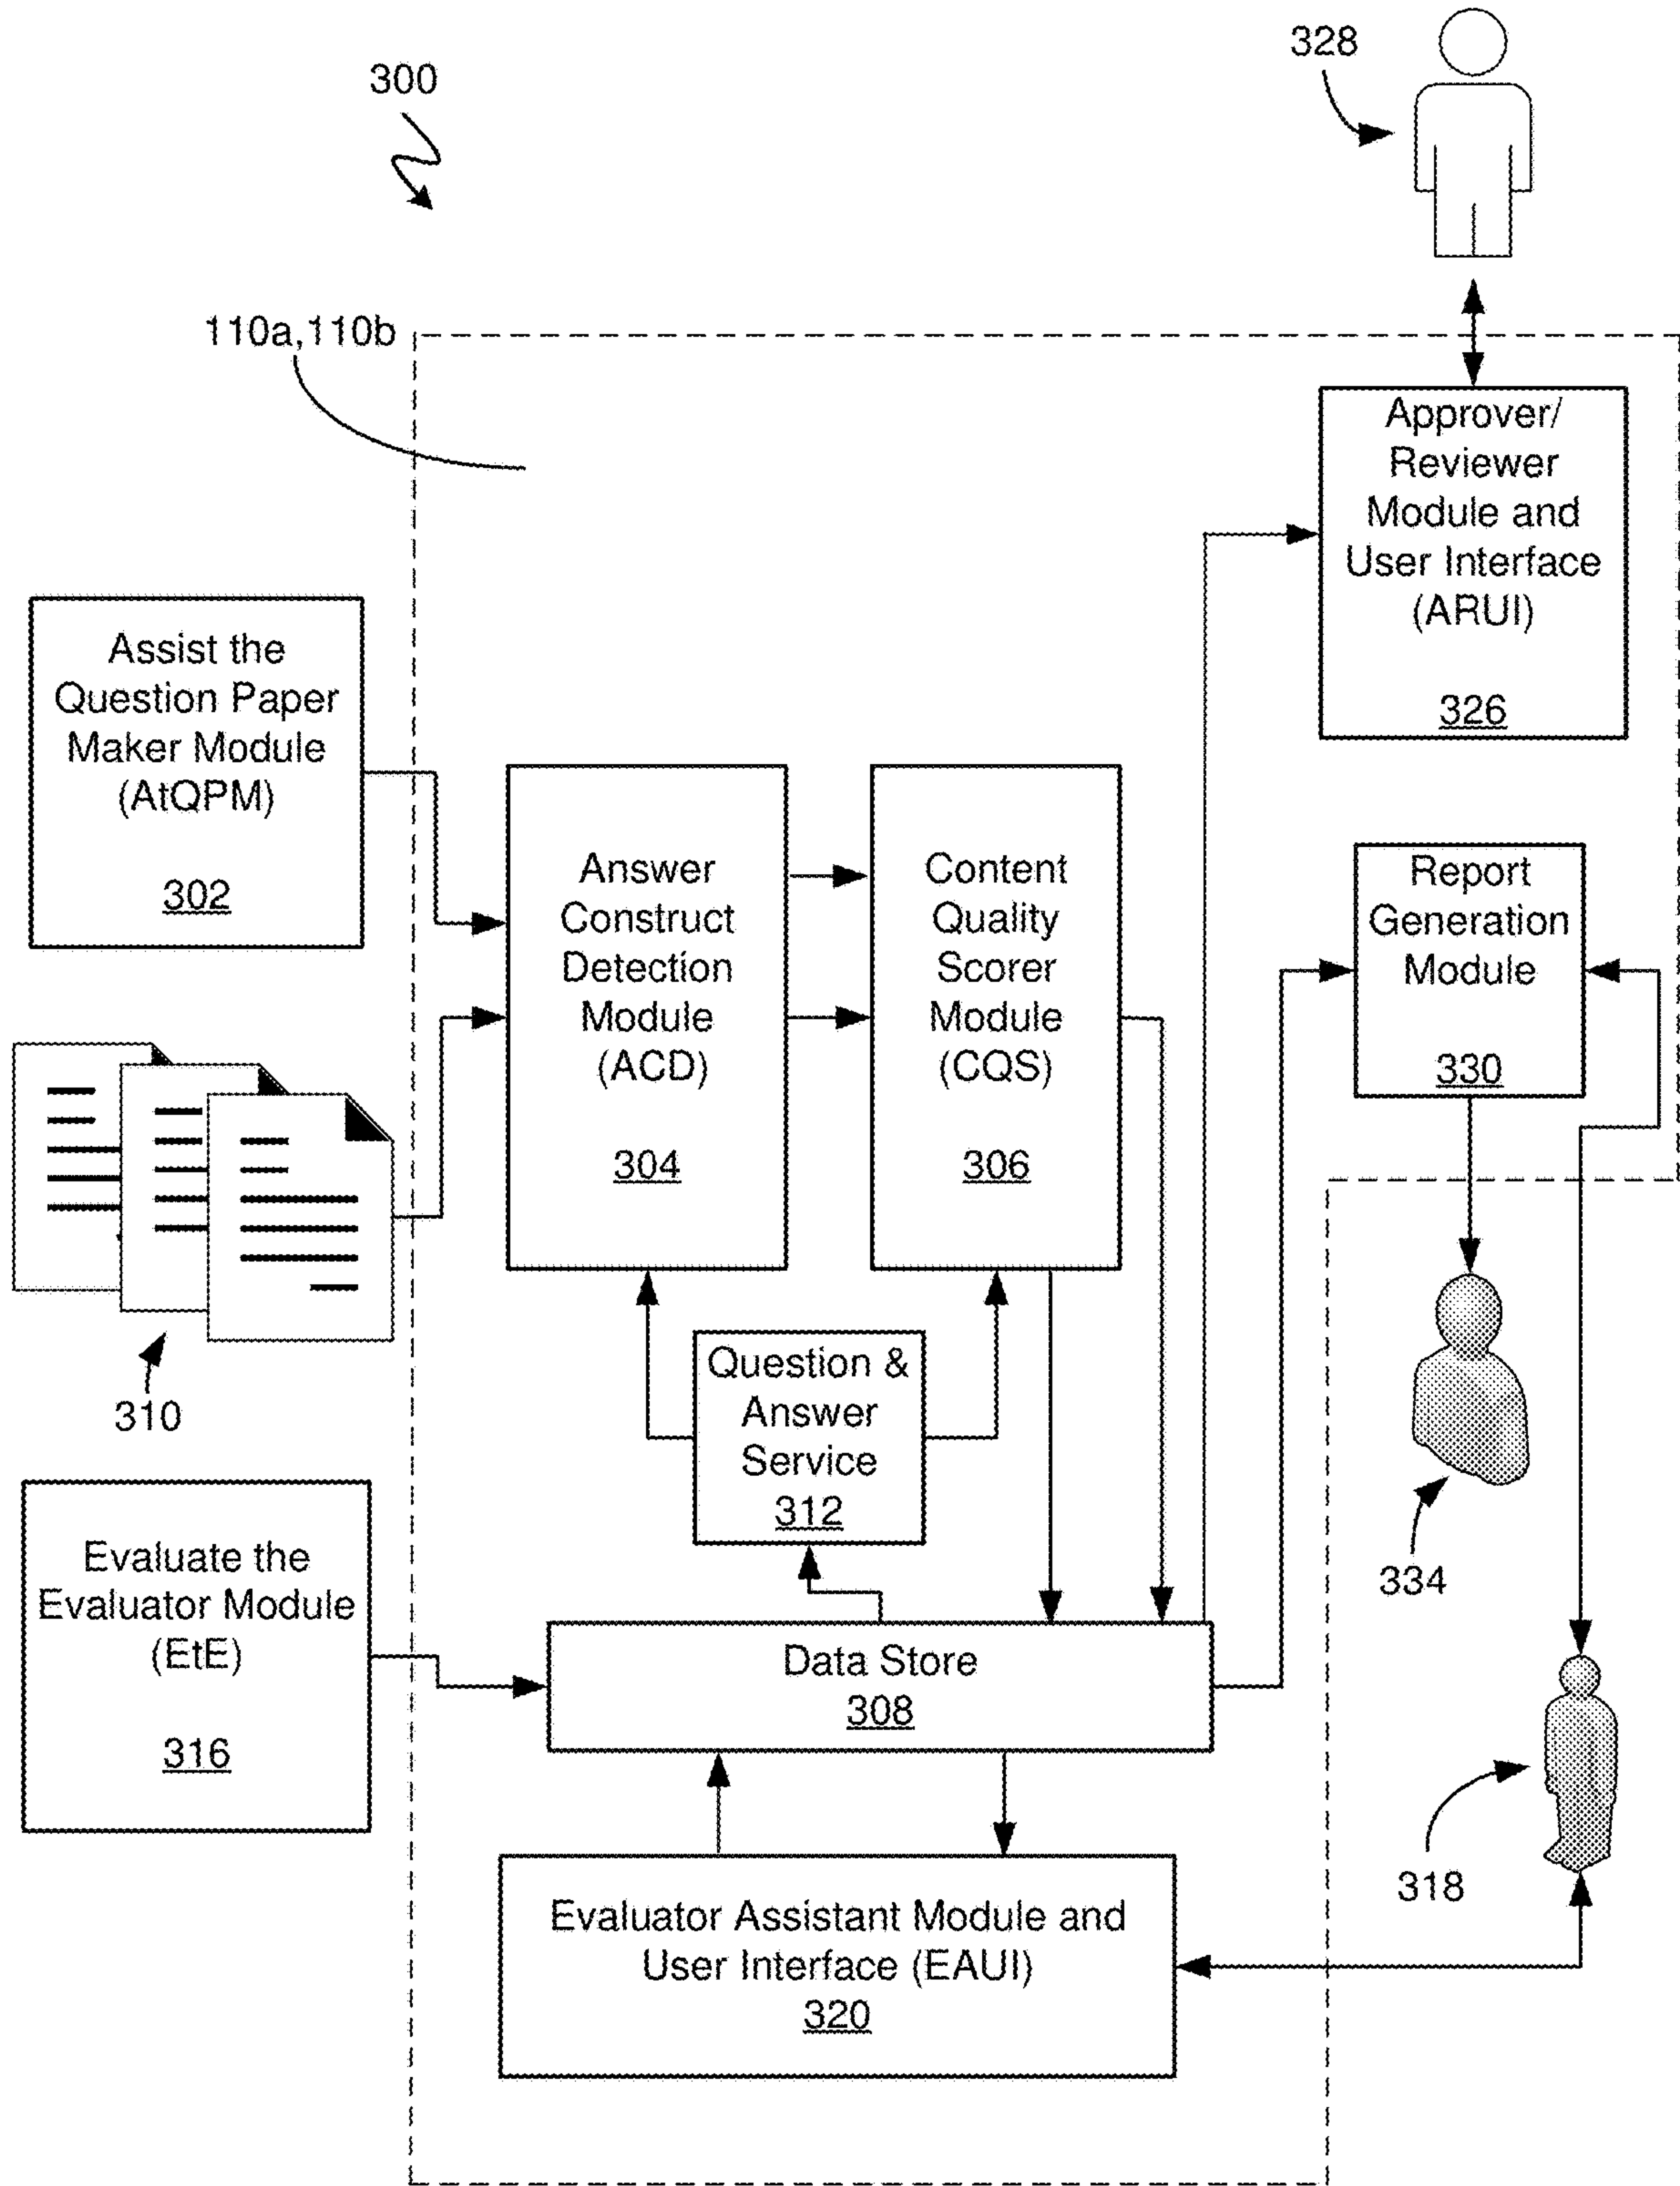 328
300
110a,110b
Approver/
Reviewer
Module and
User Interface
(ARUI)
326
Assist the
Question Paper
Maker Module
(AtQPM)
302
Answer
Construct
Detection
Module
(ACD)
304
Content
Quality
Scorer
Module
(CQS)
306
Report
Generation
Module
330
310
Question &
Answer
Service
312
334
Evaluate the
Evaluator Module
(EtE)
316
Data Store
308
318
Evaluator Assistant Module and
User Interface (EAUI)
320